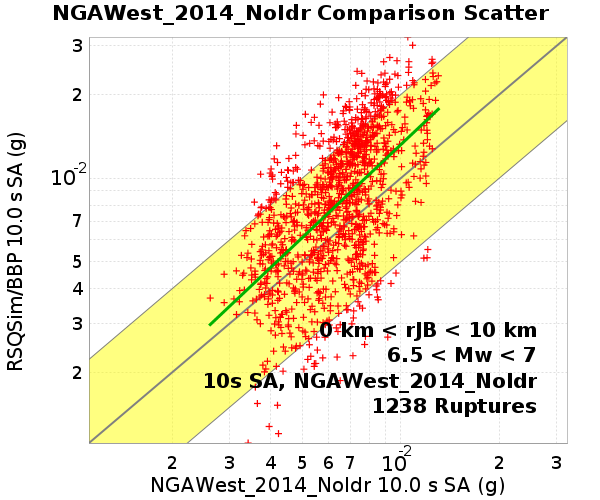 NGAWest_2014_NoIdr Comparison Scatter
RSQSim/BBP 10.0 s SA (g)
3
2
10-2
7
5
4
3
2
0 km < rJB < 10 km
6.5 < Mw < 7
10s SA, NGAWest_2014_NoIdr
1238 Ruptures
2 3 4 5 6 7 10-2 2 3
NGAWest_2014_NoIdr 10.0 s SA (g)